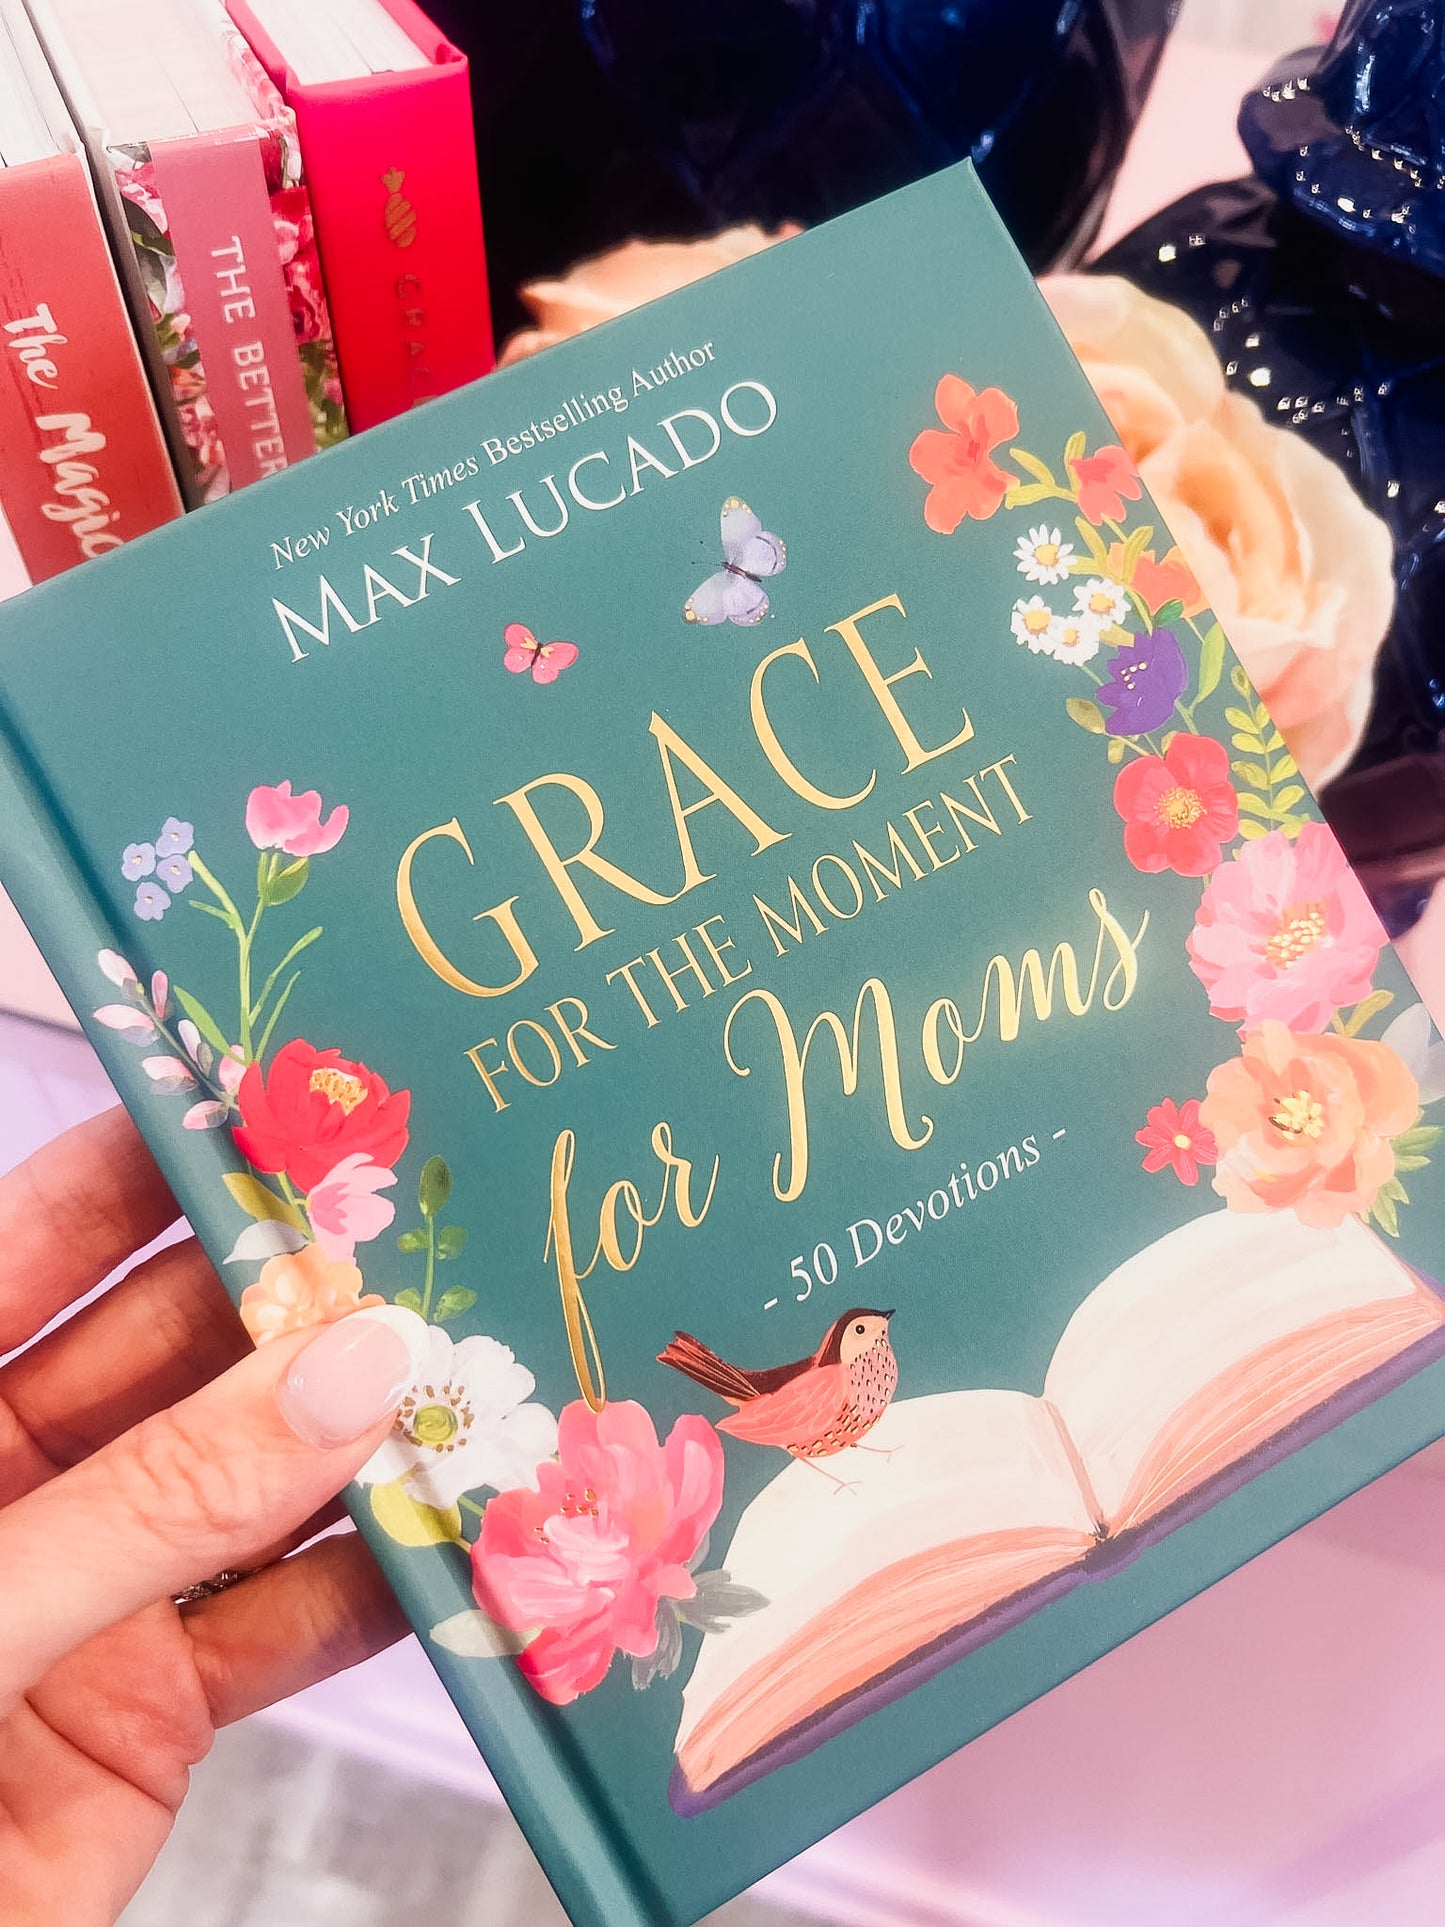 The Magic
THE BETTER
New York Times Bestselling Author
MAX LUCADO
GRACE
FOR THE MOMENT
for Moms
- 50 Devotions -